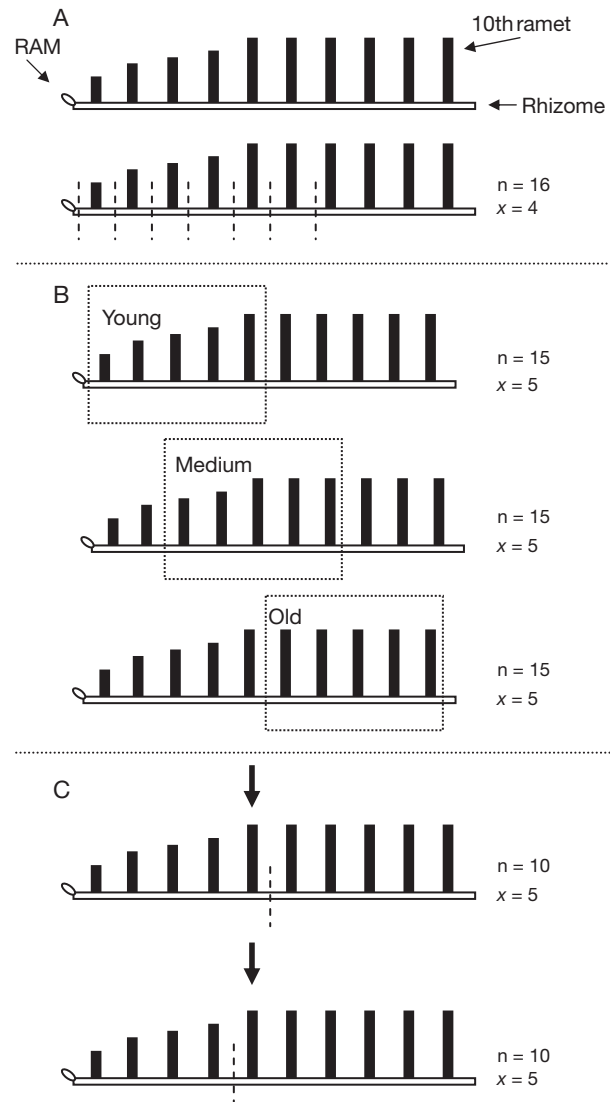 A
10th ramet
RAM
Rhizome
n = 16
x = 4
B
Young
n = 15
x = 5
Medium
n = 15
x = 5
Old
n = 15
x = 5
C
n = 10
x = 5
n = 10
x = 5